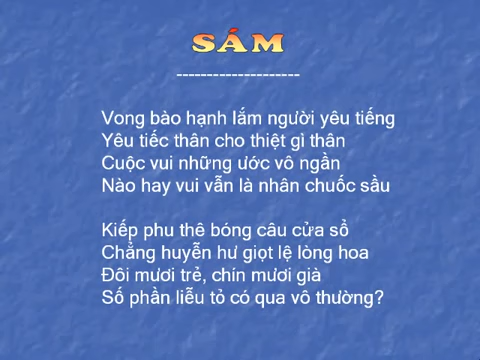 SÁM
--------------------
Vong bào hạnh lắm người yêu tiếng
Yêu tiếc thân cho thiệt gì thân
Cuộc vui những ước vô ngần
Nào hay vui vẫn là nhân chuốc sầu
Kiếp phu thê bóng câu cửa sổ
Chẳng huyễn hư giọt lệ lòng hoa
Đôi mươi trẻ, chín mươi già
Số phần liễu tỏ có qua vô thường?